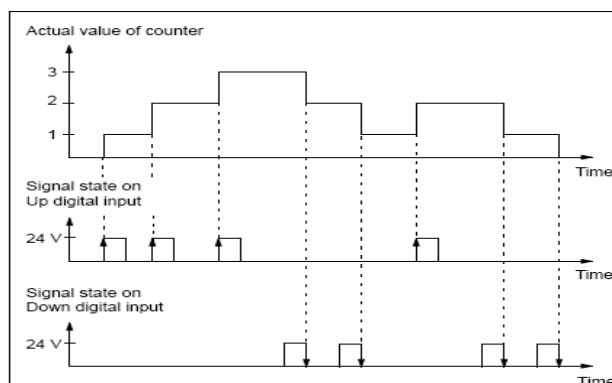 Actual value of counter
3
2
1
Time
Signal state on
Up digital input
24 V
Time
Signal state on
Down digital input
24 V
Time